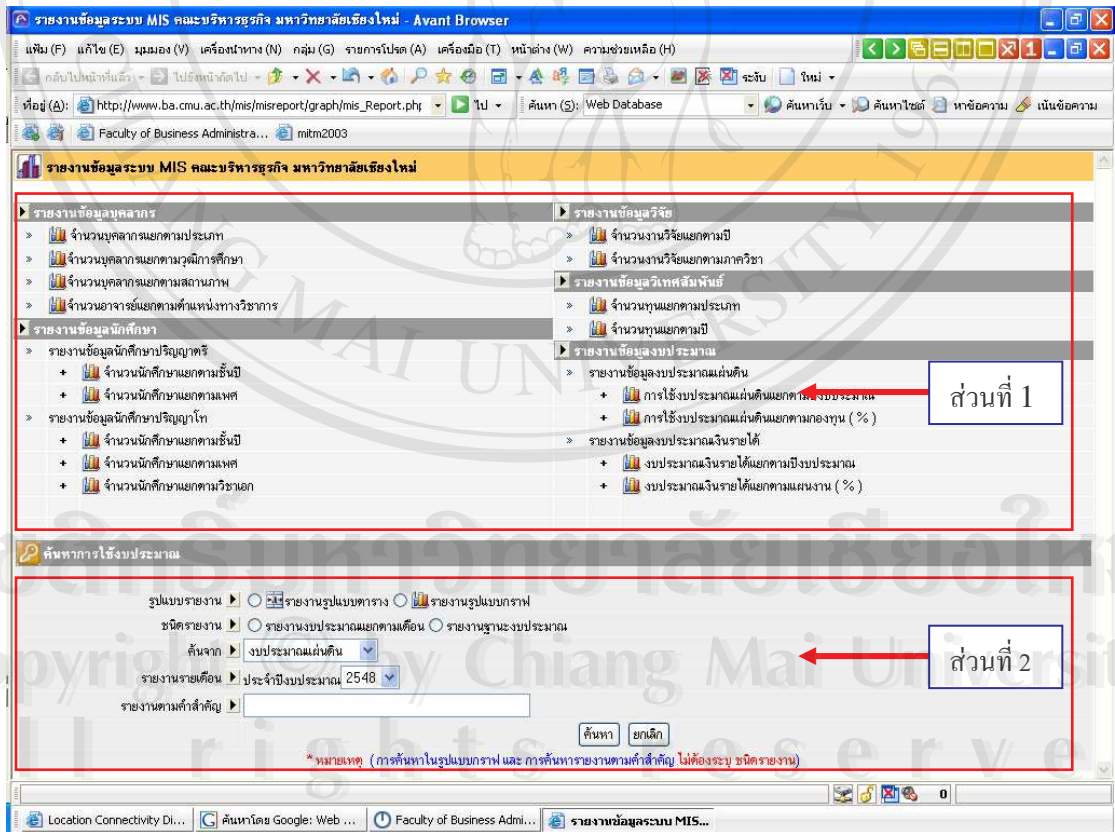 รายงานข้อมูลระบบ MIS คณะบริหารธุรกิจ มหาวิทยาลัยเชียงใหม่ - Avant Browser
แฟ้ม (F) แก้ไข (E) มุมมอง (V) เครื่องนำทาง (N) กลุ่ม (G) รายการโปรด (A) เครื่องมือ (T) หน้าต่าง (W) ความช่วยเหลือ (H)
กลับไปหน้าที่แล้ว ไปยังหน้าถัดไป ระงับ ใหม่
ที่อยู่ (A): http://www.ba.cmu.ac.th/mis/misreport/graph/mis_Report.php ไป ค้นหา (S): Web Database ค้นหาเว็บ ค้นหาไซต์ หาข้อความ เน้นข้อความ
Faculty of Business Administra... mitm2003
รายงานข้อมูลระบบ MIS คณะบริหารธุรกิจ มหาวิทยาลัยเชียงใหม่
รายงานข้อมูลบุคลากร
» จำนวนบุคลากรแยกตามประเภท
» จำนวนบุคลากรแยกตามวุฒิการศึกษา
» จำนวนบุคลากรแยกตามสถานภาพ
» จำนวนอาจารย์แยกตามตำแหน่งทางวิชาการ
รายงานข้อมูลนักศึกษา
» รายงานข้อมูลนักศึกษาปริญญาตรี
+ จำนวนนักศึกษาแยกตามชั้นปี
+ จำนวนนักศึกษาแยกตามเพศ
» รายงานข้อมูลนักศึกษาปริญญาโท
+ จำนวนนักศึกษาแยกตามชั้นปี
+ จำนวนนักศึกษาแยกตามเพศ
+ จำนวนนักศึกษาแยกตามวิชาเอก
รายงานข้อมูลวิจัย
» จำนวนงานวิจัยแยกตามปี
» จำนวนงานวิจัยแยกตามภาควิชา
รายงานข้อมูลวิเทศสัมพันธ์
» จำนวนทุนแยกตามประเภท
» จำนวนทุนแยกตามปี
รายงานข้อมูลงบประมาณ
» รายงานข้อมูลงบประมาณแผ่นดิน
+ การใช้งบประมาณแผ่นดินแยกตามปีงบประมาณ
+ การใช้งบประมาณแผ่นดินแยกตามกองทุน ( % )
» รายงานข้อมูลงบประมาณเงินรายได้
+ งบประมาณเงินรายได้แยกตามปีงบประมาณ
+ งบประมาณเงินรายได้แยกตามแผนงาน ( % )
ส่วนที่ 1
ค้นหาการใช้งบประมาณ
รูปแบบรายงาน รายงานรูปแบบตาราง รายงานรูปแบบกราฟ
ชนิดรายงาน รายงานงบประมาณแยกตามเดือน รายงานฐานะงบประมาณ
ค้นจาก งบประมาณแผ่นดิน
รายงานรายเดือน ประจำปีงบประมาณ 2548
รายงานตามคำสำคัญ
ส่วนที่ 2
ค้นหา ยกเลิก
* หมายเหตุ ( การค้นหาในรูปแบบกราฟ และ การค้นหารายงานตามคำสำคัญ ไม่ต้องระบุ ชนิดรายงาน)
0
Location Connectivity Di... ค้นหาโดย Google: Web ... Faculty of Business Admi... รายงานข้อมูลระบบ MIS...
CHIANG MAI UNIVERSITY
Copyright © by Chiang Mai University
All rights reserved